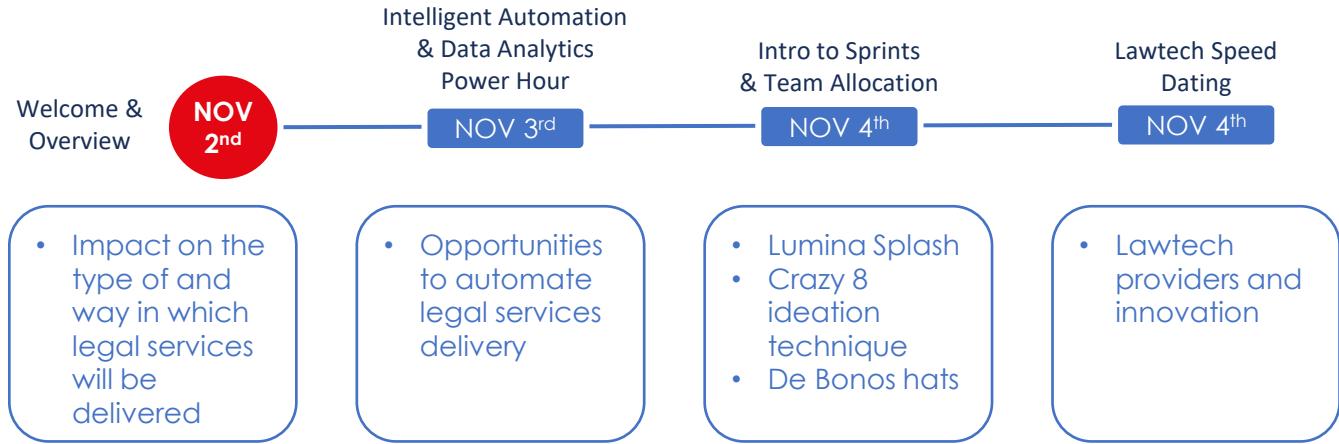 Welcome &
Overview
NOV
2nd
Intelligent Automation
& Data Analytics
Power Hour
NOV 3rd
Intro to Sprints
& Team Allocation
NOV 4th
Lawtech Speed
Dating
NOV 4th
• Impact on the
type of and
way in which
legal services
will be
delivered
• Opportunities
to automate
legal services
delivery
• Lumina Splash
• Crazy 8
ideation
technique
• De Bonos hats
• Lawtech
providers and
innovation